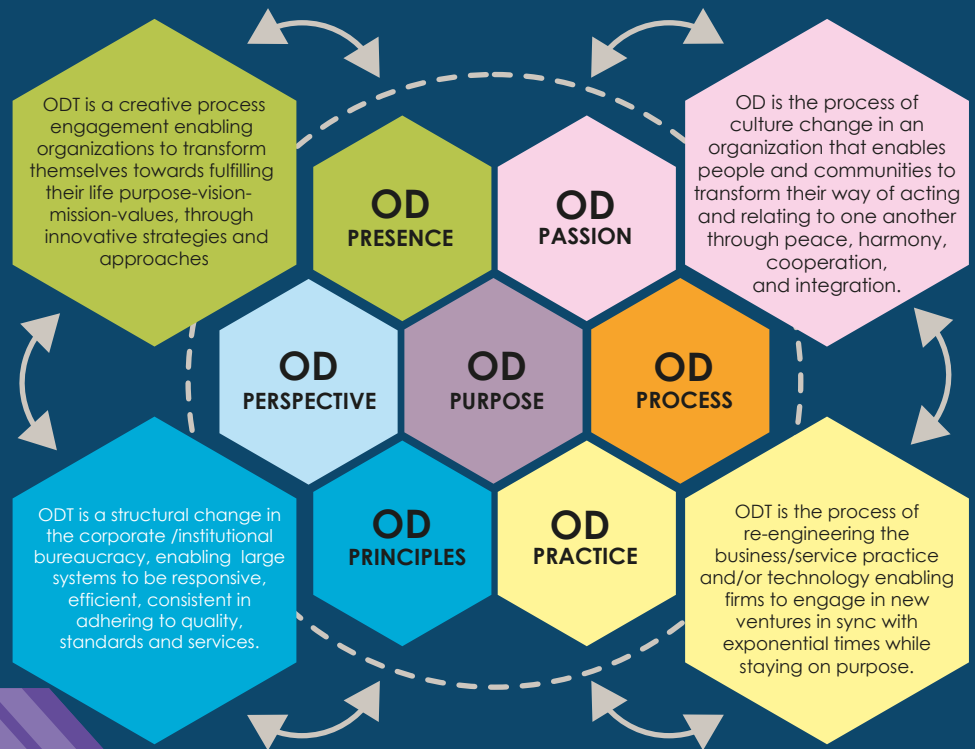 ODT is a creative process
engagement enabling
organizations to transform
themselves towards fulfilling
their life purpose-vision-
mission-values, through
innovative strategies and
approaches
OD
PRESENCE
OD
PASSION
OD is the process of
culture change in an
organization that enables
people and communities to
transform their way of acting
and relating to one another
through peace, harmony,
cooperation,
and integration.
OD
PERSPECTIVE
OD
PURPOSE
OD
PROCESS
ODT is a structural change in
the corporate /institutional
bureaucracy, enabling large
systems to be responsive,
efficient, consistent in
adhering to quality,
standards and services.
OD
PRINCIPLES
OD
PRACTICE
ODT is the process of
re-engineering the
business/service practice
and/or technology enabling
firms to engage in new
ventures in sync with
exponential times while
staying on purpose.